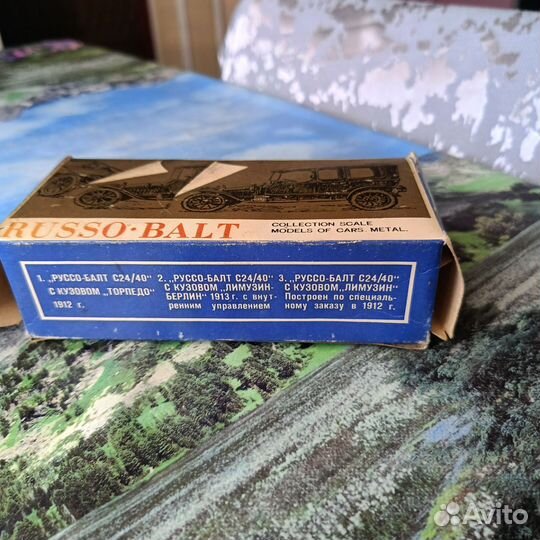 RUSSO·BALT
COLLECTION SCALE
MODELS OF CARS METAL.
1. „РУССО-БАЛТ С24/40"
С КУЗОВОМ „ТОРПЕДО"
1912 г.
2. „РУССО-БАЛТ С24/40"
С КУЗОВОМ „ЛИМУЗИН-
БЕРЛИН" 1913 г. с внут-
ренним управлением
3. „РУССО-БАЛТ С24/40"
С КУЗОВОМ „ЛИМУЗИН"
Построен по специаль-
ному заказу в 1912 г.
Avito